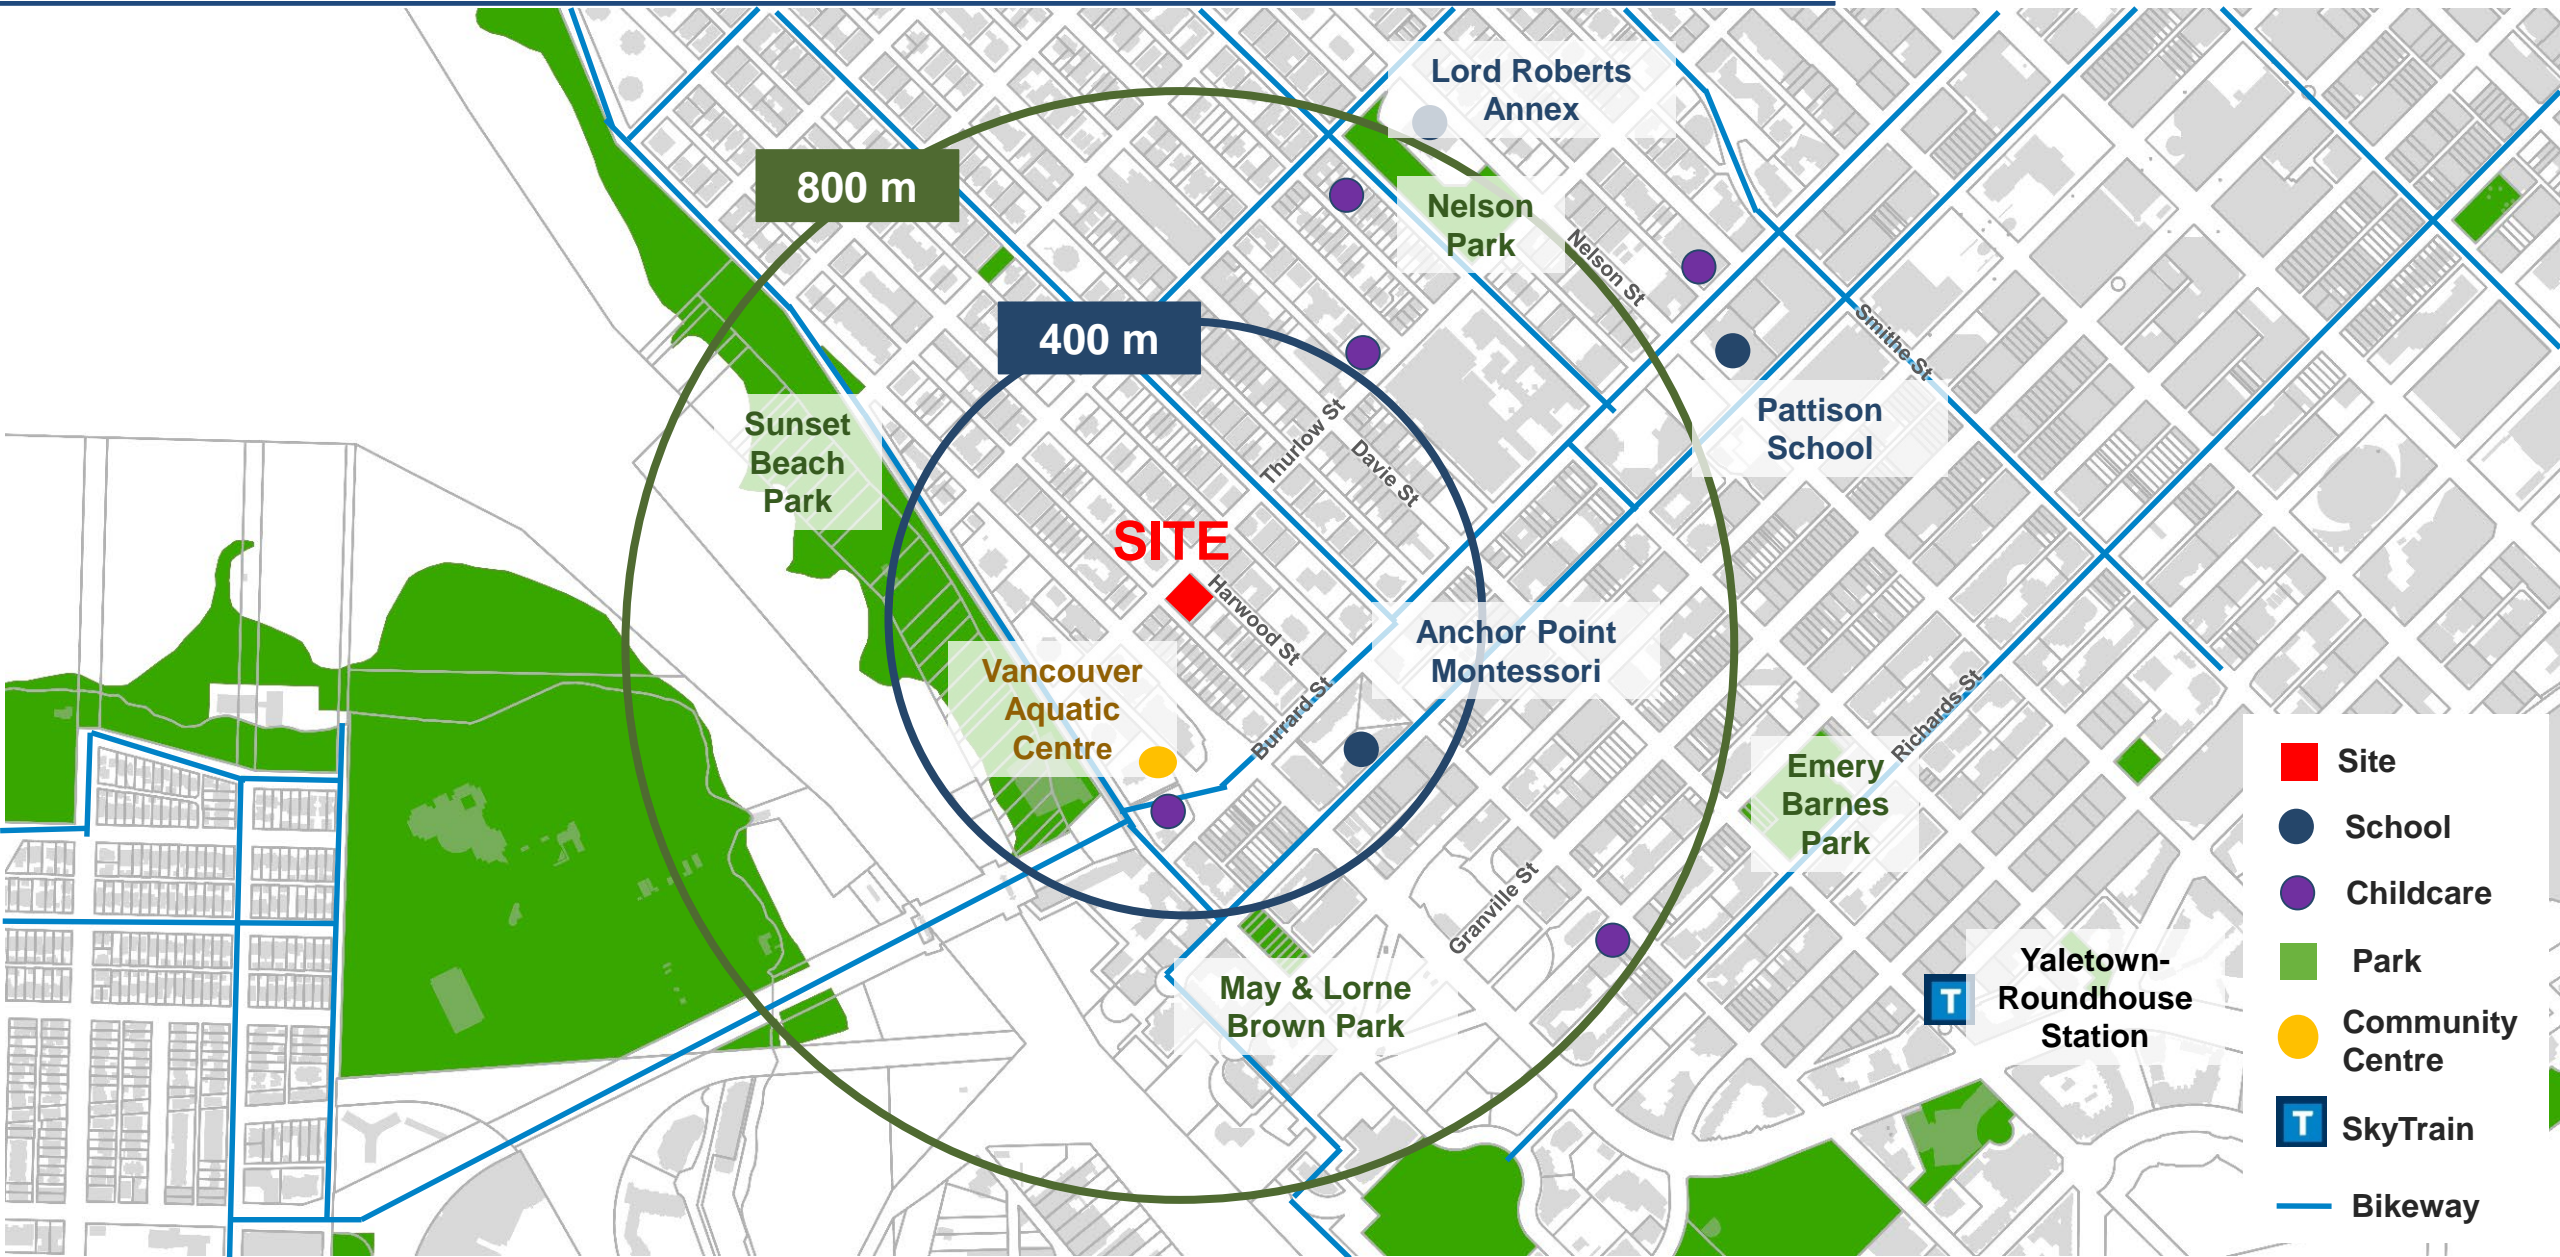 Lord Roberts
Annex
800 m
Nelson
Park
Nelson St
400 m
Smithe St
Pattison
School
Sunset
Beach
Park
Thurlow St
Davie St
SITE
Harwood St
Anchor Point
Montessori
Vancouver
Aquatic
Centre
Burrard St
Richards St
Emery
Barnes
Park
Granville St
May & Lorne
Brown Park
T
Yaletown-
Roundhouse
Station
Site
School
Childcare
Park
Community
Centre
T
SkyTrain
Bikeway